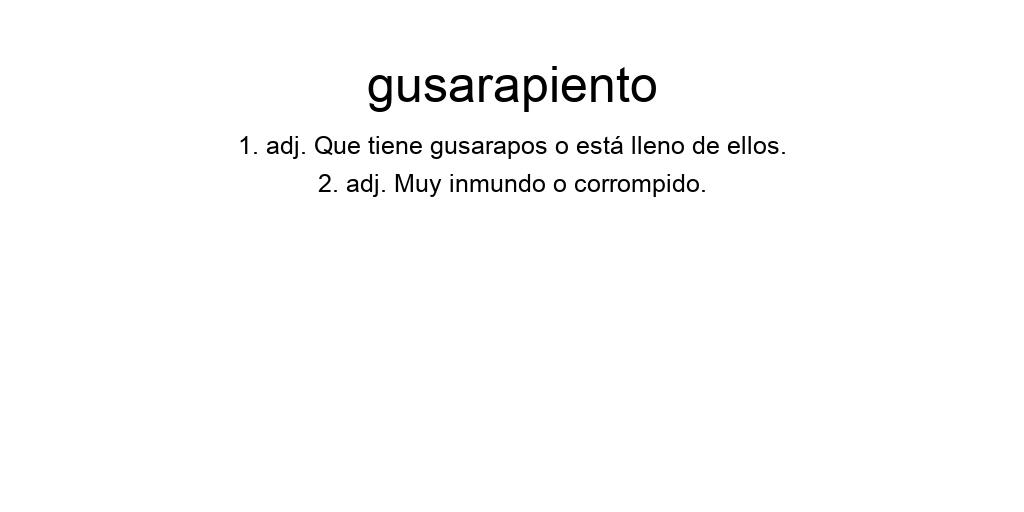 gusarapiento
1. adj. Que tiene gusarapos o está lleno de ellos.
2. adj. Muy inmundo o corrompido.